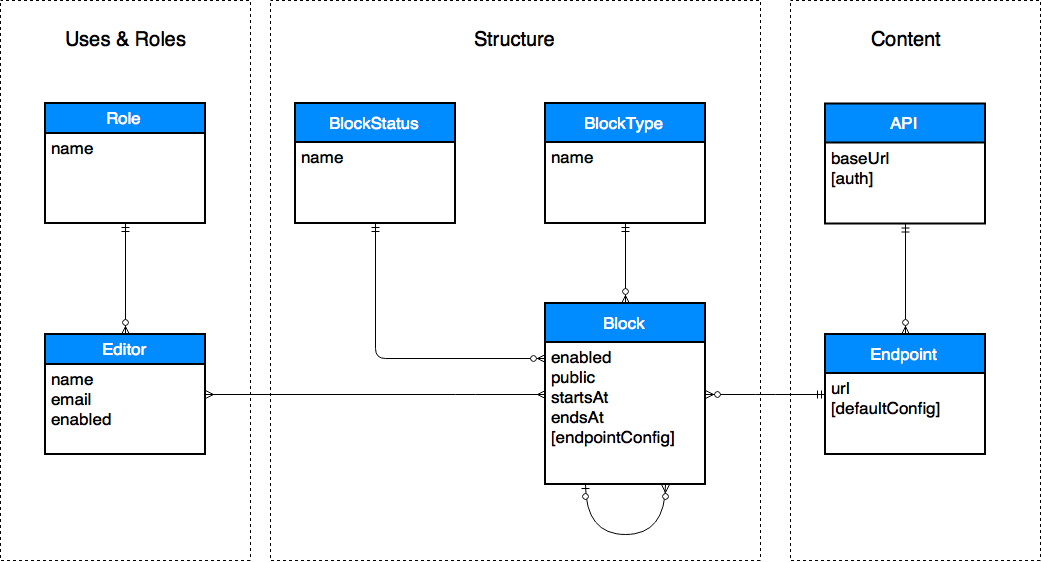 Uses & Roles
Structure
Content
Role
name
BlockStatus
name
BlockType
name
API
baseUrl
[auth]
Editor
name
email
enabled
Block
enabled
public
startsAt
endsAt
[endpointConfig]
Endpoint
url
[defaultConfig]